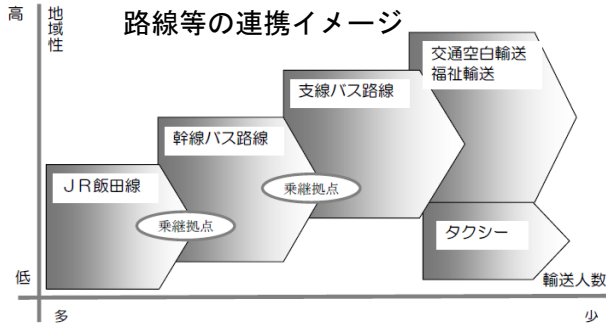 路線等の連携イメージ
高
地域性
交通空白輸送
福祉輸送
支線バス路線
幹線バス路線
JR飯田線
乗継拠点
乗継拠点
タクシー
低
輸送人数
多
少